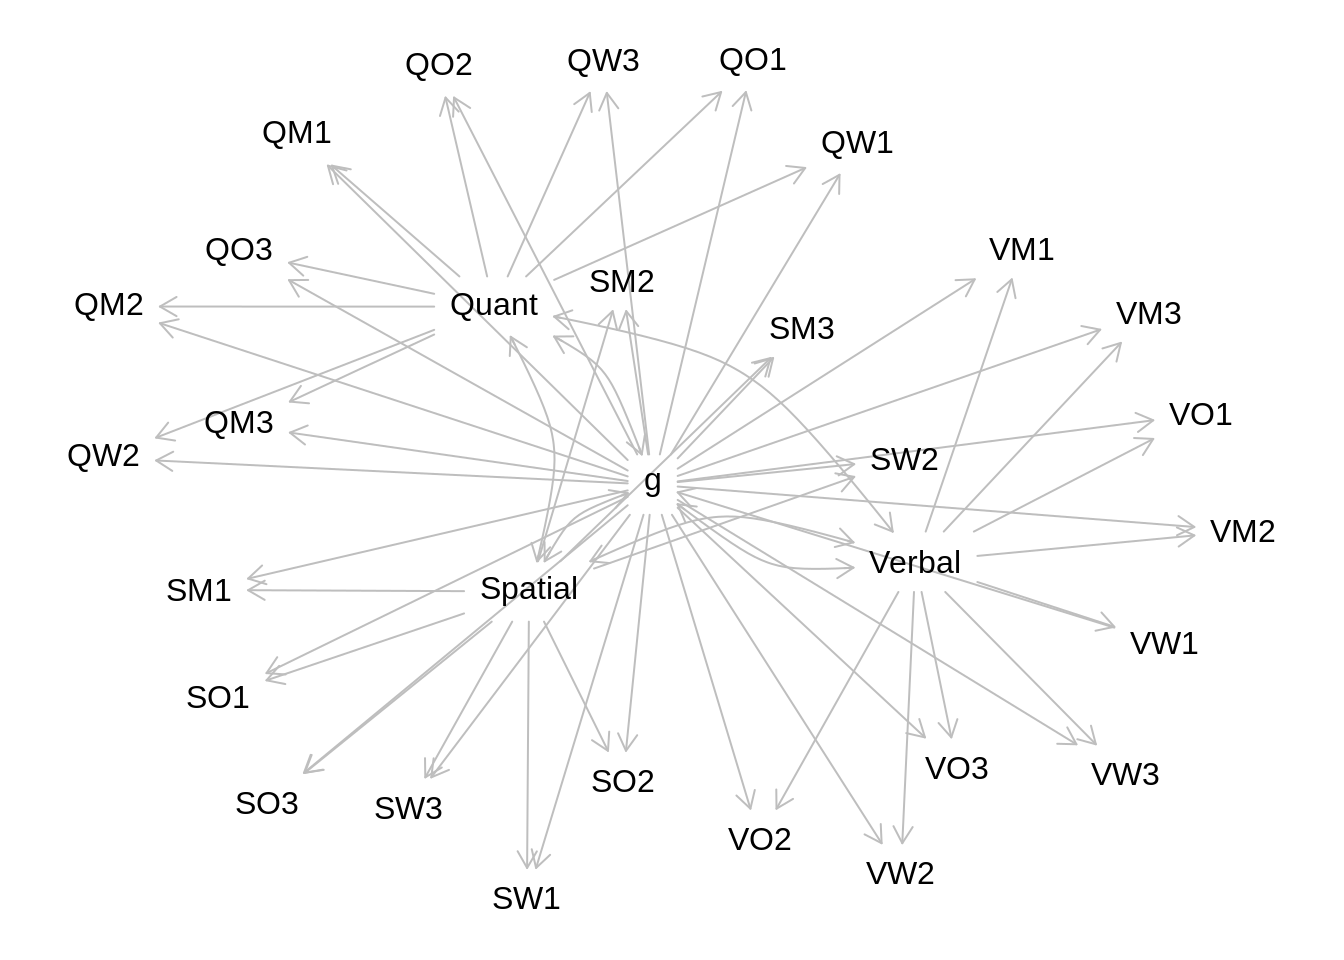 QO2
QW3
QO1
QM1
QW1
QO3
VM1
SM2
QM2
Quant
VM3
SM3
VO1
QM3
QW2
SW2
g
VM2
Verbal
SM1
Spatial
VW1
SO1
VO3
VW3
SO2
SO3
SW3
VO2
VW2
SW1